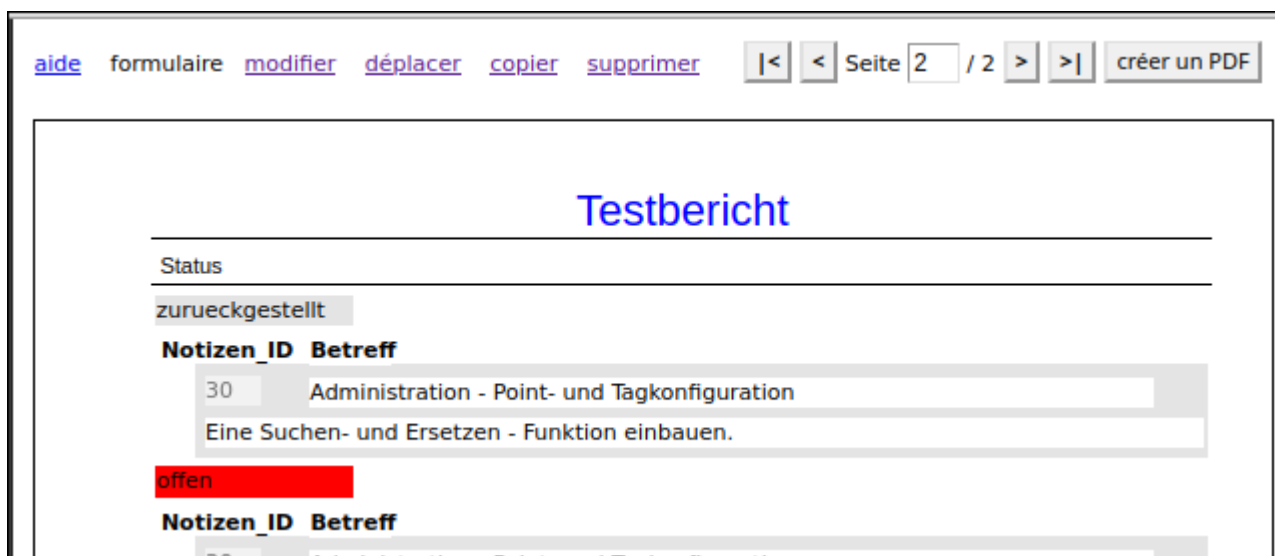 aide formulaire modifier déplacer copier supprimer |< < Seite 2 / 2 > >| créer un PDF
Testbericht
Status
zurueckgestellt
Notizen_ID Betreff
30 Administration - Point- und Tagkonfiguration
Eine Suchen- und Ersetzen - Funktion einbauen.
offen
Notizen_ID Betreff